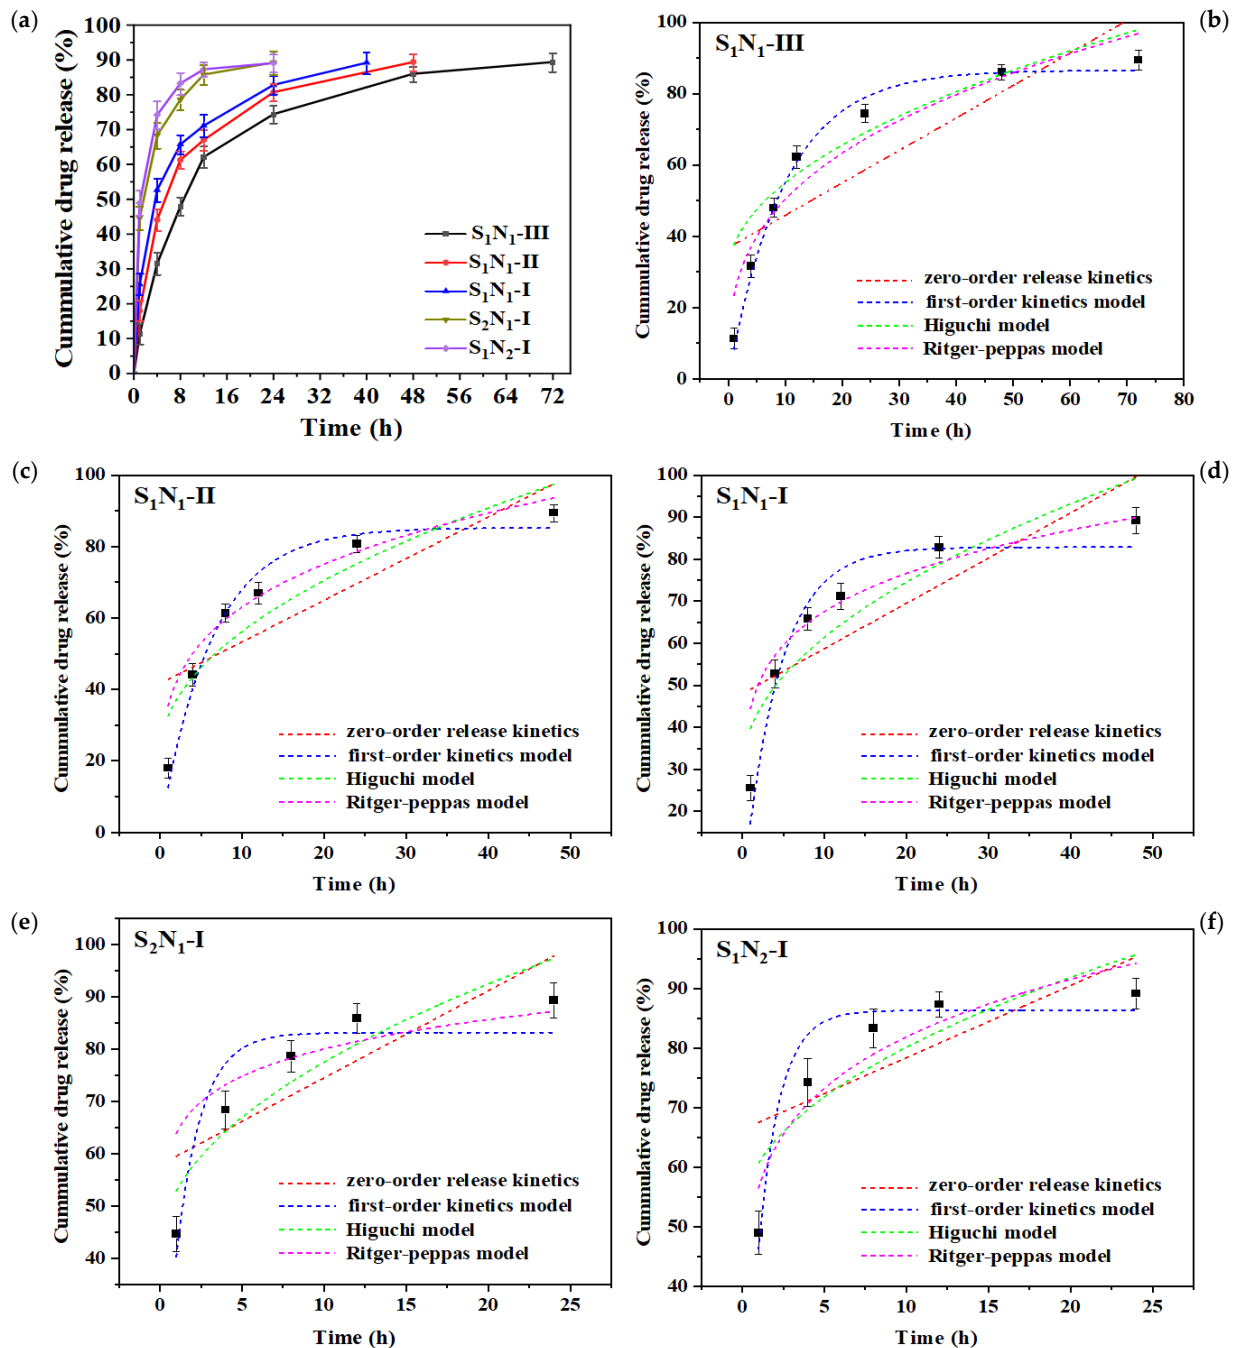 (a)
Cummulative drug release (%)
100
90
80
70
60
50
40
30
20
10
0
S₁N₁-III
S₁N₁-II
S₁N₁-I
S₂N₁-I
S₁N₂-I
0 8 16 24 32 40 48 56 64 72
Time (h)
(b)
S₁N₁-III
Cummulative drug release (%)
100
80
60
40
20
0
zero-order release kinetics
first-order kinetics model
Higuchi model
Ritger-peppas model
0 10 20 30 40 50 60 70 80
Time (h)
(c)
S₁N₁-II
Cummulative drug release (%)
100
80
60
40
20
0
zero-order release kinetics
first-order kinetics model
Higuchi model
Ritger-peppas model
0 10 20 30 40 50
Time (h)
(d)
S₁N₁-I
Cummulative drug release (%)
100
90
80
70
60
50
40
30
20
zero-order release kinetics
first-order kinetics model
Higuchi model
Ritger-peppas model
0 10 20 30 40 50
Time (h)
(e)
S₂N₁-I
Cummulative drug release (%)
100
90
80
70
60
50
40
zero-order release kinetics
first-order kinetics model
Higuchi model
Ritger-peppas model
0 5 10 15 20 25
Time (h)
(f)
S₁N₂-I
Cummulative drug release (%)
100
90
80
70
60
50
40
zero-order release kinetics
first-order kinetics model
Higuchi model
Ritger-peppas model
0 5 10 15 20 25
Time (h)